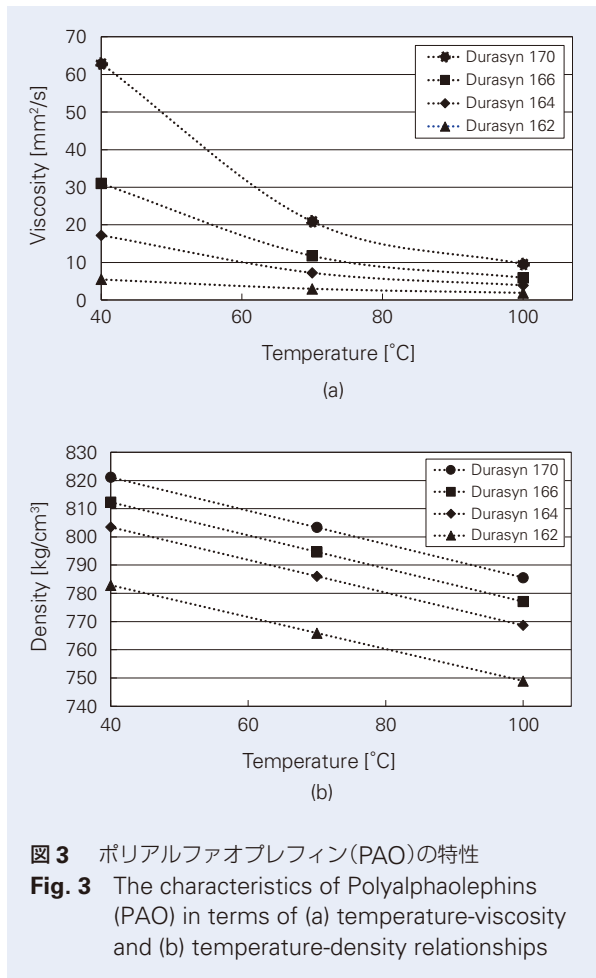 70
60
50
40
30
20
10
0
Viscosity [mm²/s]
Durasyn 170
Durasyn 166
Durasyn 164
Durasyn 162
40
60
80
100
Temperature [˚C]
(a)
830
820
810
800
790
780
770
760
750
740
Density [kg/cm³]
Durasyn 170
Durasyn 166
Durasyn 164
Durasyn 162
40
60
80
100
Temperature [˚C]
(b)
図3 ポリアルファオプレフィン(PAO)の特性
Fig. 3 The characteristics of Polyalphaolephins
(PAO) in terms of (a) temperature-viscosity
and (b) temperature-density relationships